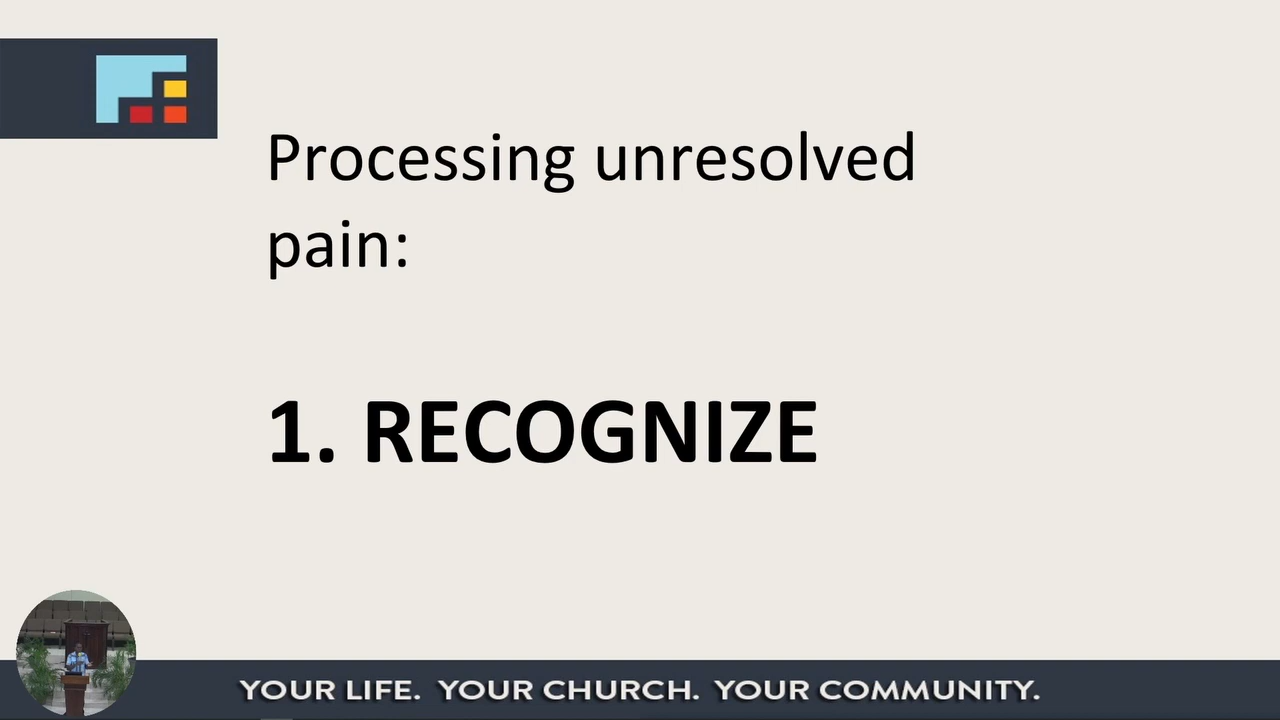 Processing unresolved
pain:
1. RECOGNIZE
YOUR LIFE. YOUR CHURCH. YOUR COMMUNITY.